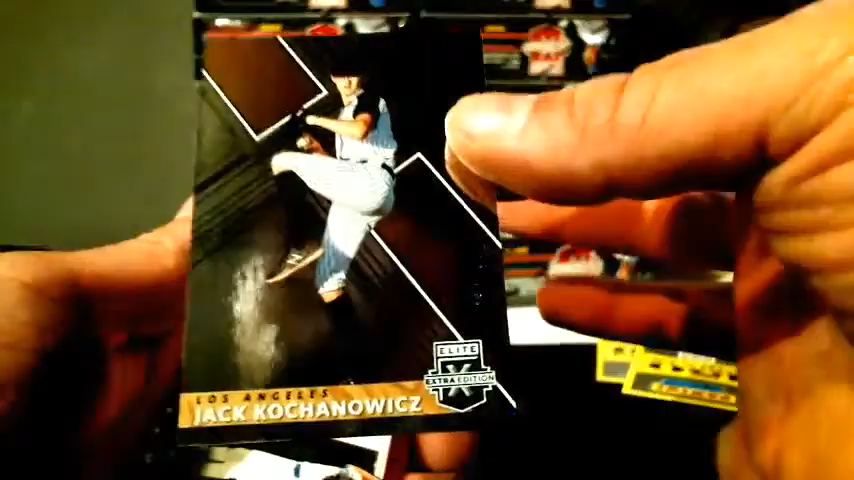 ELITE
X
EXTRA EDITION
LOS ANGELES
JACK KOCHANOWICZ